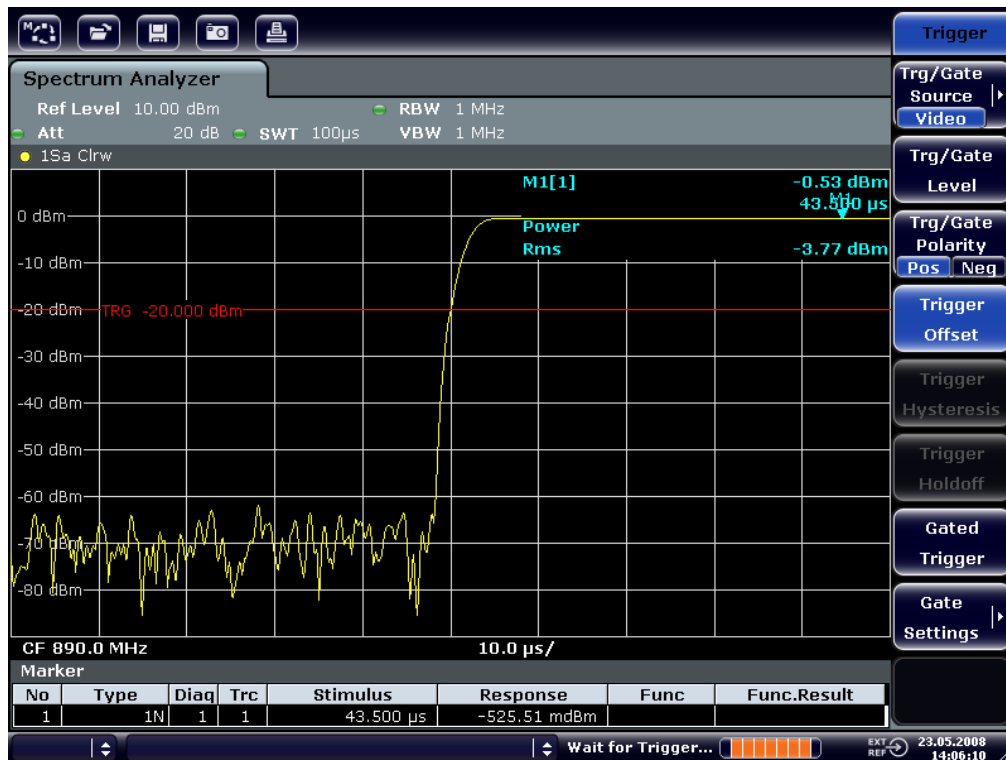 M
Trigger
Spectrum Analyzer
Ref Level 10.00 dBm RBW 1 MHz
Att 20 dB SWT 100µs VBW 1 MHz
1Sa Clrw
M1[1] -0.53 dBm
43.500 µs
M1
Power
Rms -3.77 dBm
0 dBm
-10 dBm
-20 dBm
TRG -20.000 dBm
-30 dBm
-40 dBm
-50 dBm
-60 dBm
-70 dBm
-80 dBm
CF 890.0 MHz 10.0 µs/
Marker
No Type Diag Trc Stimulus Response Func Func.Result
1 1N 1 1 43.500 µs -525.51 mdBm
Trg/Gate
Source
Video
Trg/Gate
Level
Trg/Gate
Polarity
Pos Neg
Trigger
Offset
Trigger
Hysteresis
Trigger
Holdoff
Gated
Trigger
Gate
Settings
Wait for Trigger...
EXT
REF
23.05.2008
14:06:10